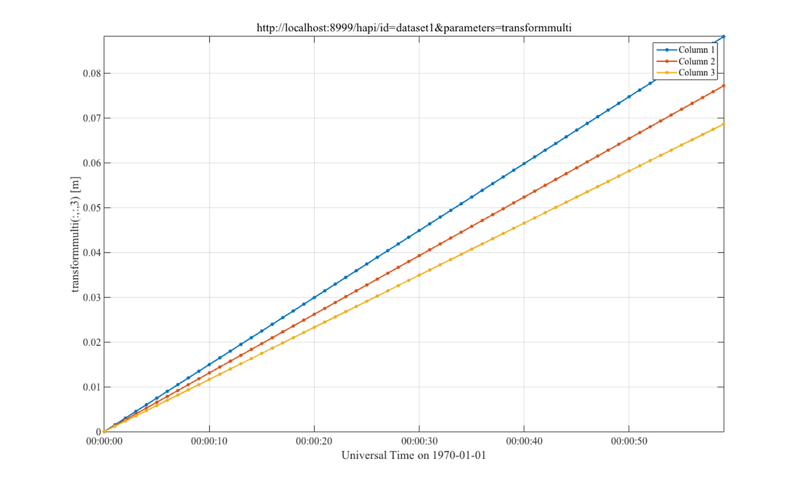 http://localhost:8999/hapi/id=dataset1&parameters=transformmulti
Column 1
Column 2
Column 3
transformmulti(:,:,3) [m]
0.08
0.07
0.06
0.05
0.04
0.03
0.02
0.01
0
00:00:00
00:00:10
00:00:20
00:00:30
00:00:40
00:00:50
Universal Time on 1970-01-01